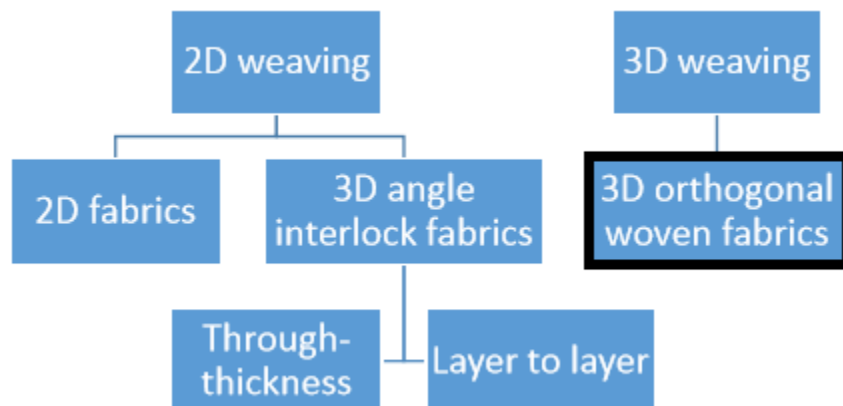 2D weaving
3D weaving
2D fabrics
3D angle
interlock fabrics
3D orthogonal
woven fabrics
Through-
thickness
Layer to layer